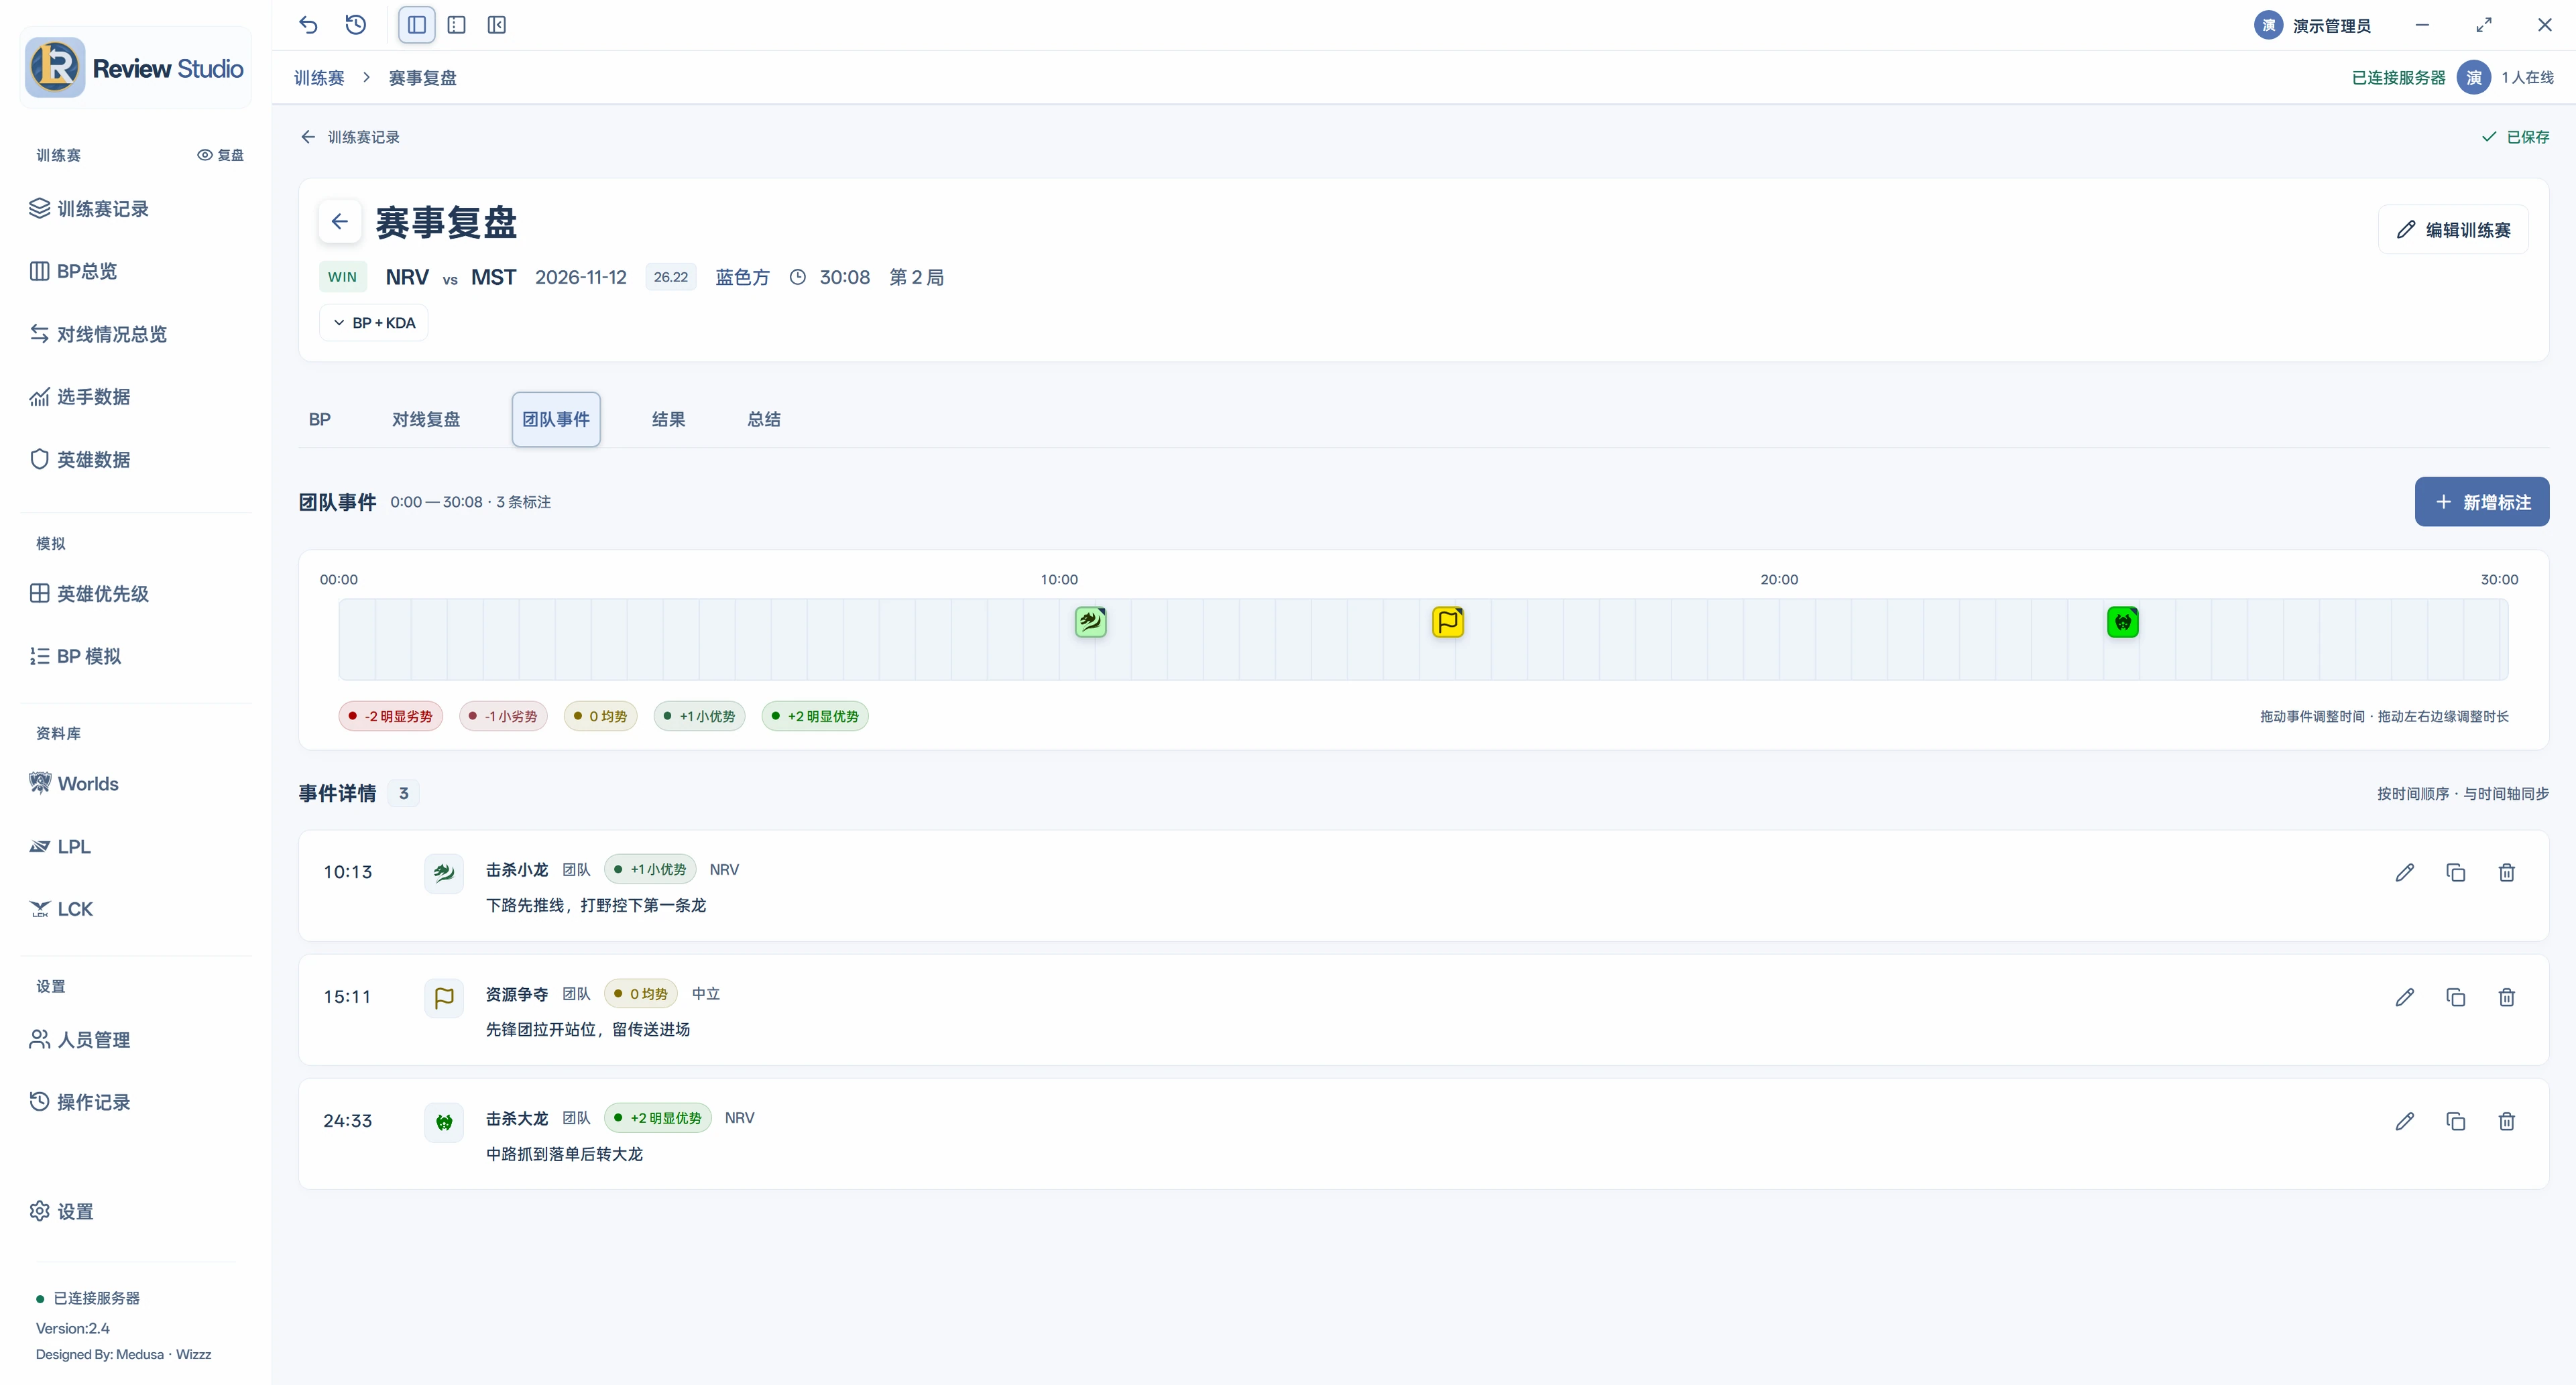 演 演示管理员
Review Studio
训练赛 > 赛事复盘
已连接服务器 演 1人在线
训练赛 复盘
训练赛记录
BP总览
对线情况总览
选手数据
英雄数据
模拟
英雄优先级
BP 模拟
资料库
Worlds
LPL
LCK
设置
人员管理
操作记录
设置
已连接服务器
Version:2.4
Designed By: Medusa · Wizzz
训练赛记录
已保存
赛事复盘
编辑训练赛
WIN NRV vs MST 2026-11-12 26.22 蓝色方 30:08 第 2 局
BP + KDA
BP 对线复盘 团队事件 结果 总结
团队事件 0:00 — 30:08 · 3 条标注
新增标注
00:00 10:00 20:00 30:00
-2 明显劣势 -1 小劣势 0 均势 +1 小优势 +2 明显优势
拖动事件调整时间 · 拖动左右边缘调整时长
事件详情 3
按时间顺序 · 与时间轴同步
10:13 击杀小龙 团队 +1 小优势 NRV
下路先推线，打野控下第一条龙
15:11 资源争夺 团队 0 均势 中立
先锋团拉开站位，留传送进场
24:33 击杀大龙 团队 +2 明显优势 NRV
中路抓到落单后转大龙